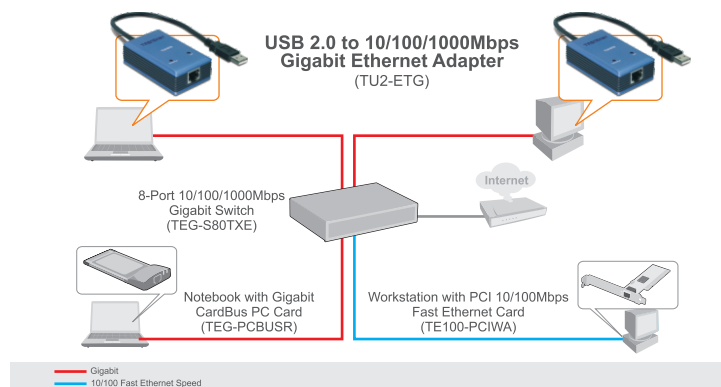 USB 2.0 to 10/100/1000Mbps
Gigabit Ethernet Adapter
(TU2-ETG)
Internet
8-Port 10/100/1000Mbps
Gigabit Switch
(TEG-S80TXE)
Notebook with Gigabit
CardBus PC Card
(TEG-PCBUSR)
Workstation with PCI 10/100Mbps
Fast Ethernet Card
(TE100-PCIWA)
Gigabit
10/100 Fast Ethernet Speed